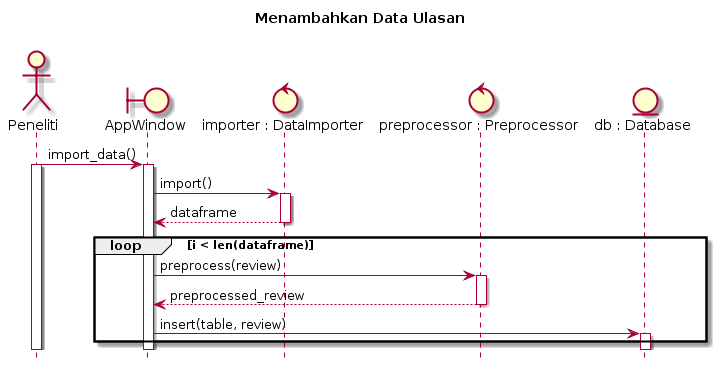 Menambahkan Data Ulasan
Peneliti
AppWindow
importer : DataImporter
preprocessor : Preprocessor
db : Database
import_data()
import()
dataframe
loop
[i < len(dataframe)]
preprocess(review)
preprocessed_review
insert(table, review)